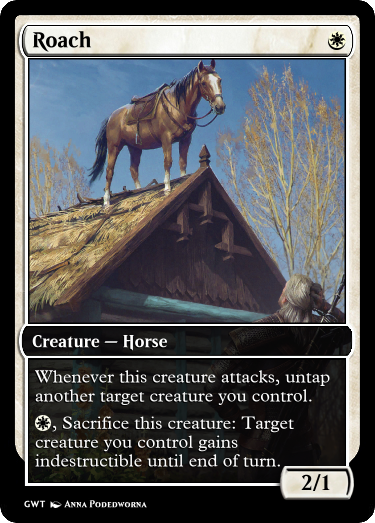 Roach
Creature — Horse
Whenever this creature attacks, untap
another target creature you control.
, Sacrifice this creature: Target
creature you control gains
indestructible until end of turn.
2/1
GWT Anna Podedworna